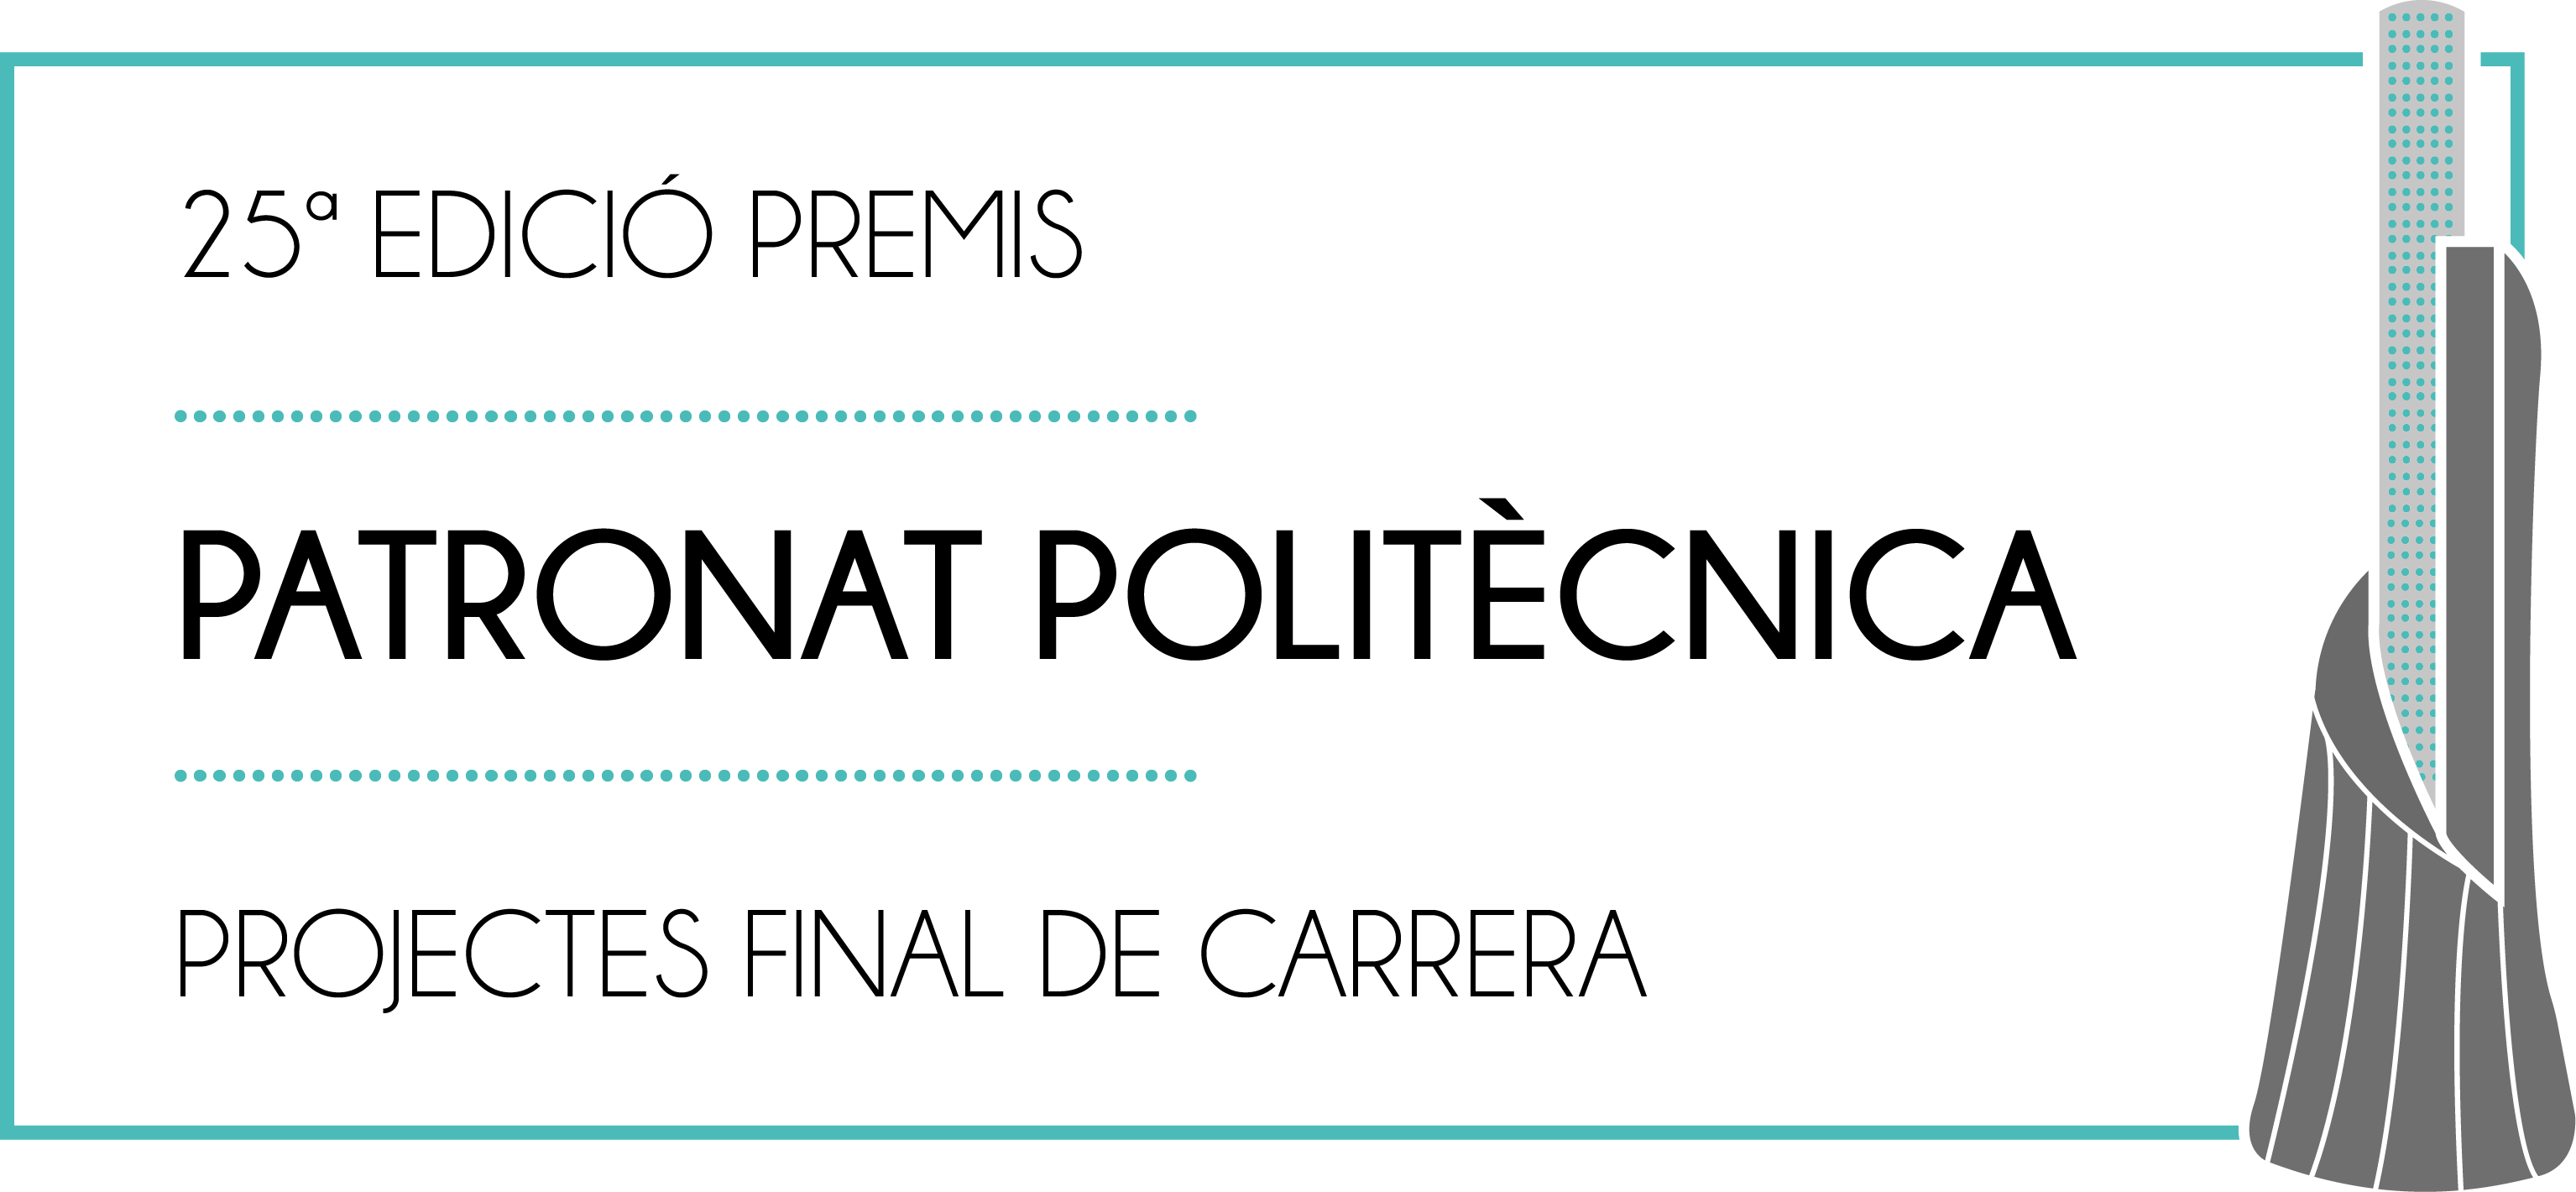 25ª EDICIÓ PREMIS
PATRONAT POLITÈCNICA
PROJECTES FINAL DE CARRERA